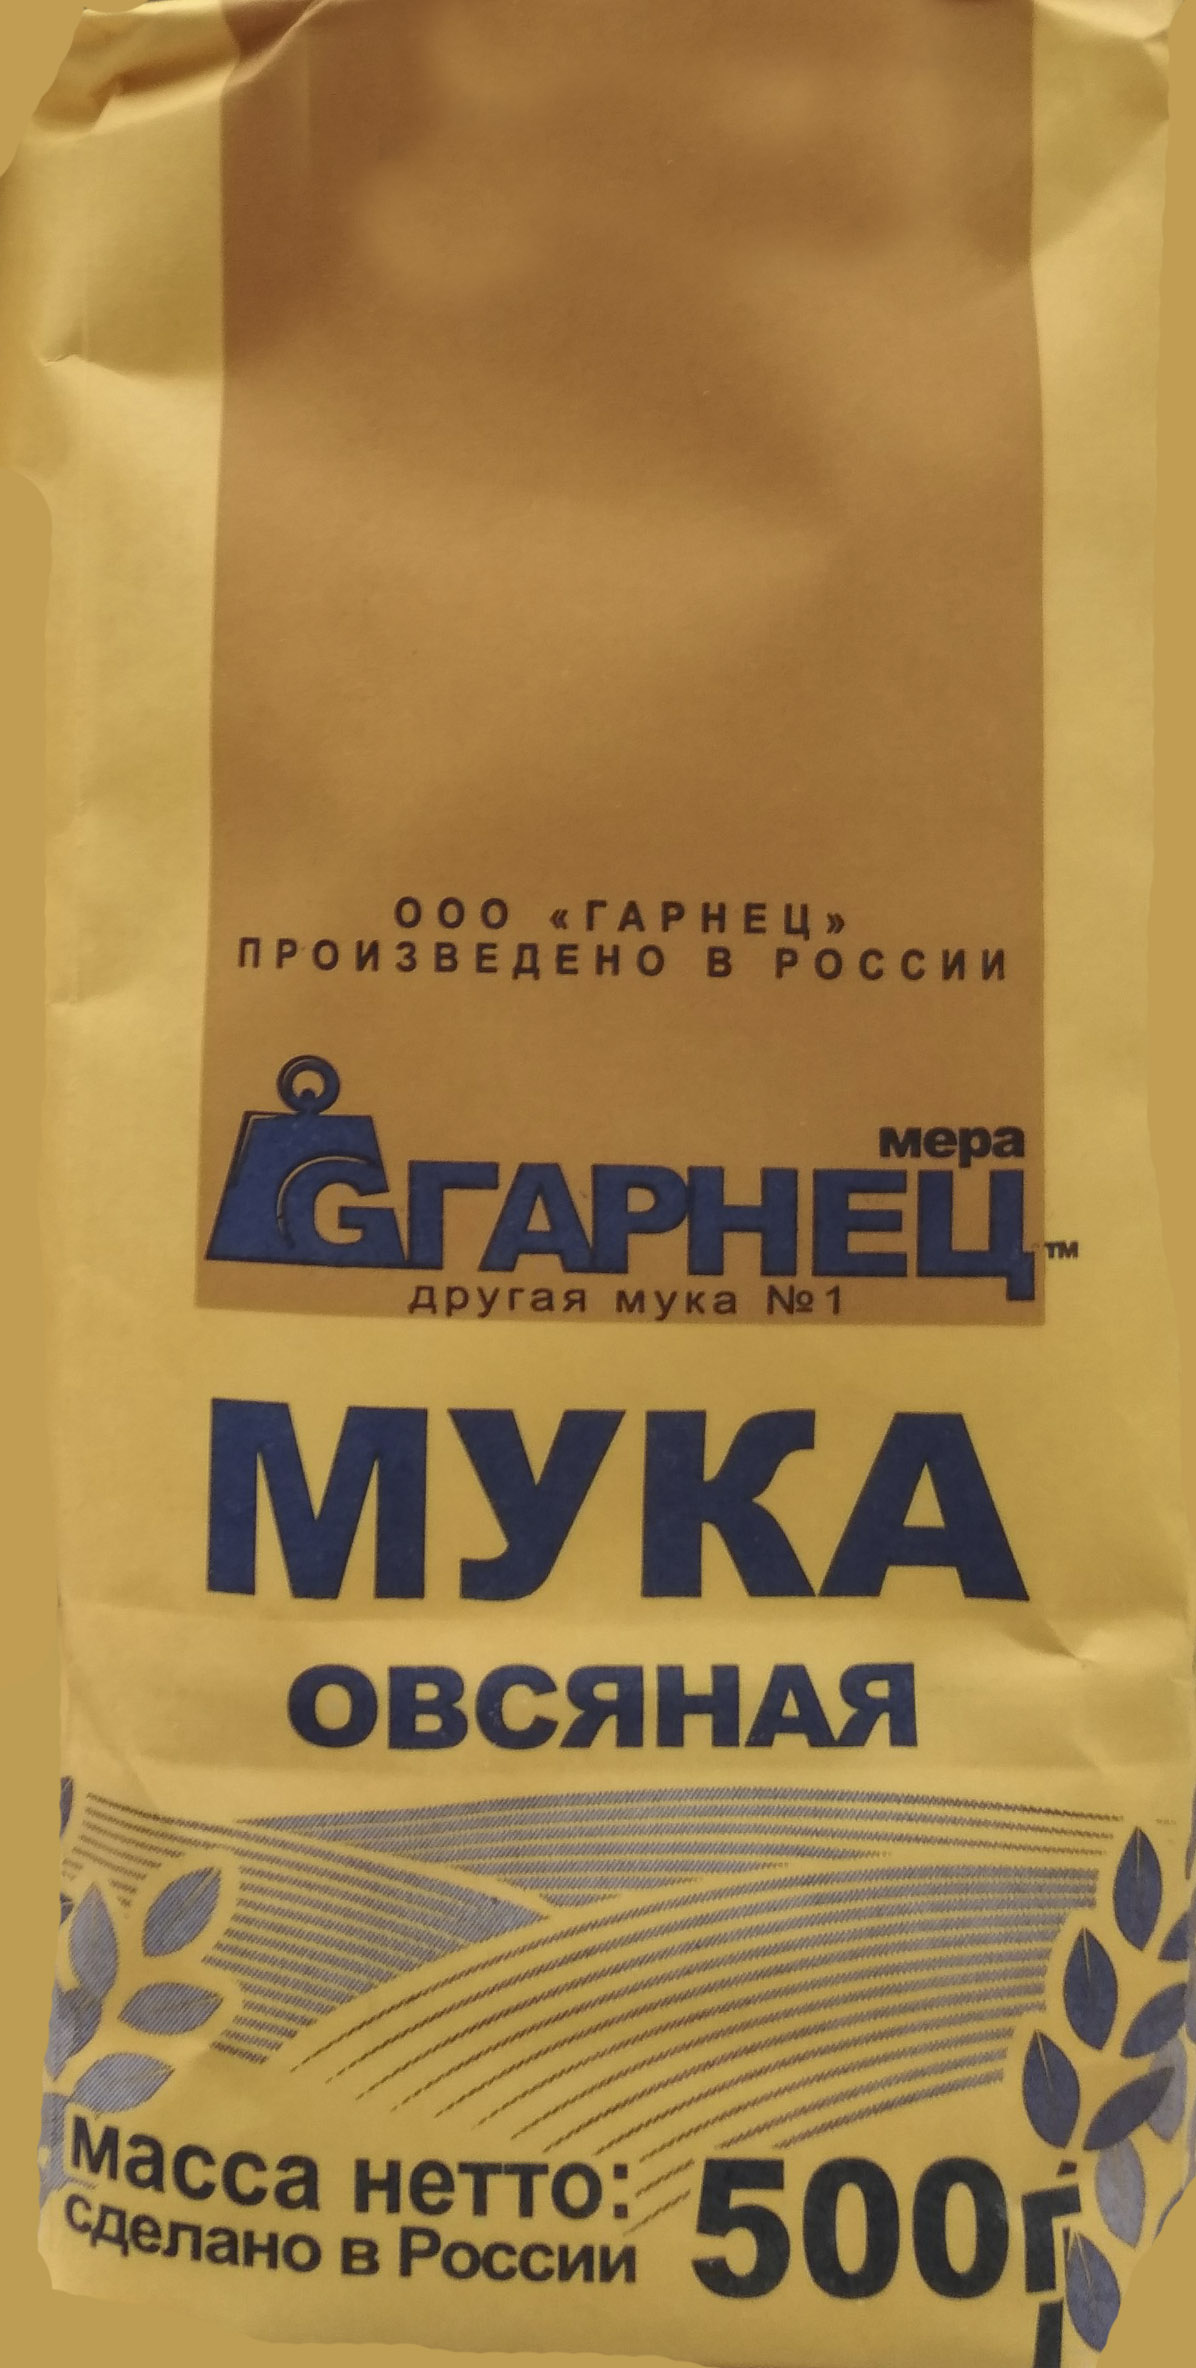 ООО «ГАРНЕЦ»
ПРОИЗВЕДЕНО В РОССИИ
мера
GГАРНЕЦ™
другая мука №1
МУКА
ОВСЯНАЯ
Масса нетто: 500г
сделано в России